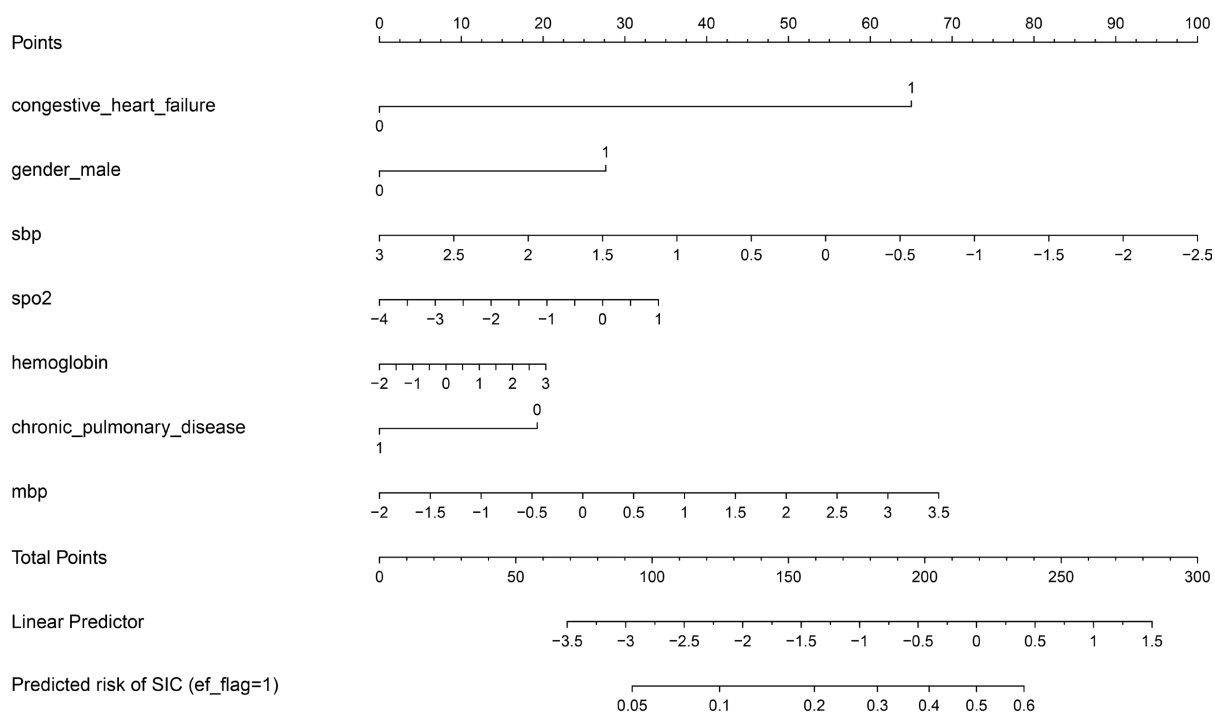 0 10 20 30 40 50 60 70 80 90 100
Points
1
congestive_heart_failure
0
1
gender_male
0
sbp
3 2.5 2 1.5 1 0.5 0 −0.5 −1 −1.5 −2 −2.5
spo2
−4 −3 −2 −1 0 1
hemoglobin
−2 −1 0 1 2 3
0
chronic_pulmonary_disease
1
mbp
−2 −1.5 −1 −0.5 0 0.5 1 1.5 2 2.5 3 3.5
Total Points
0 50 100 150 200 250 300
Linear Predictor
−3.5 −3 −2.5 −2 −1.5 −1 −0.5 0 0.5 1 1.5
Predicted risk of SIC (ef_flag=1)
0.05 0.1 0.2 0.3 0.4 0.5 0.6